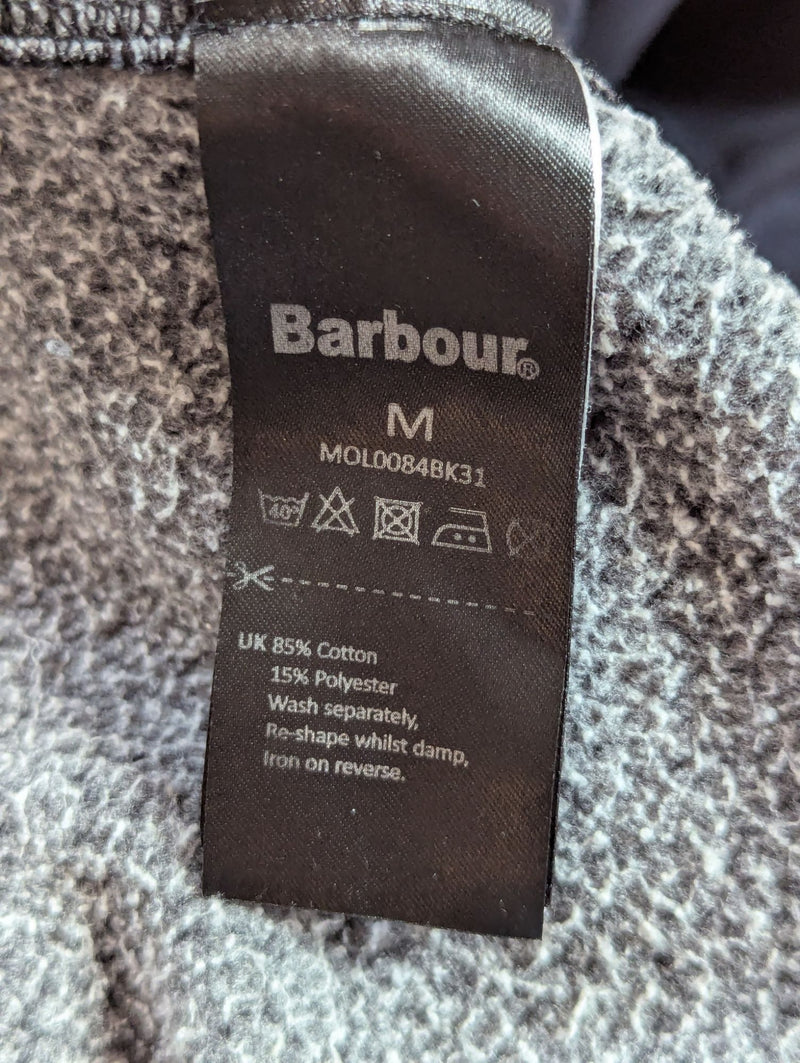 Barbour®
M
MOL0084BK31
40°
UK 85% Cotton
15% Polyester
Wash separately,
Re-shape whilst damp,
Iron on reverse.